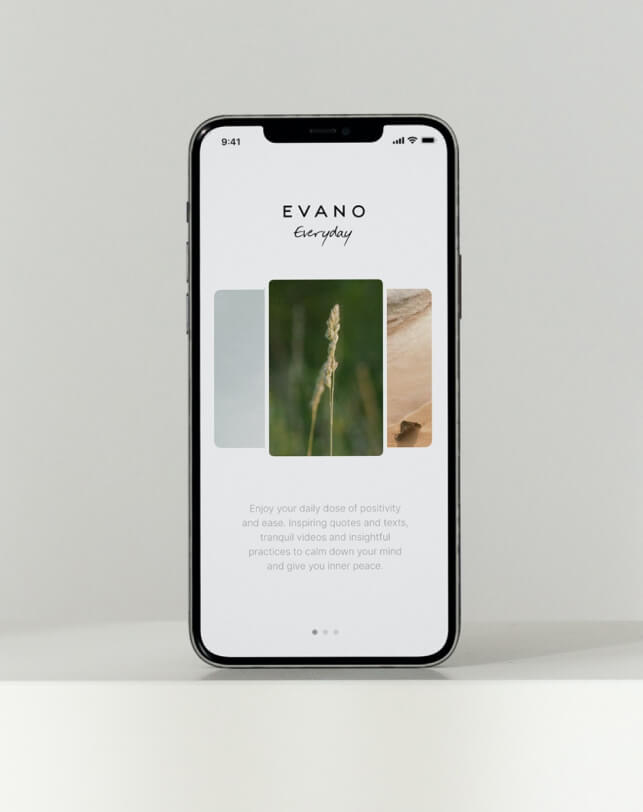 9:41
EVANO
Everyday
Enjoy your daily dose of positivity
and ease. Inspiring quotes and texts,
tranquil videos and insightful
practices to calm down your mind
and give you inner peace.